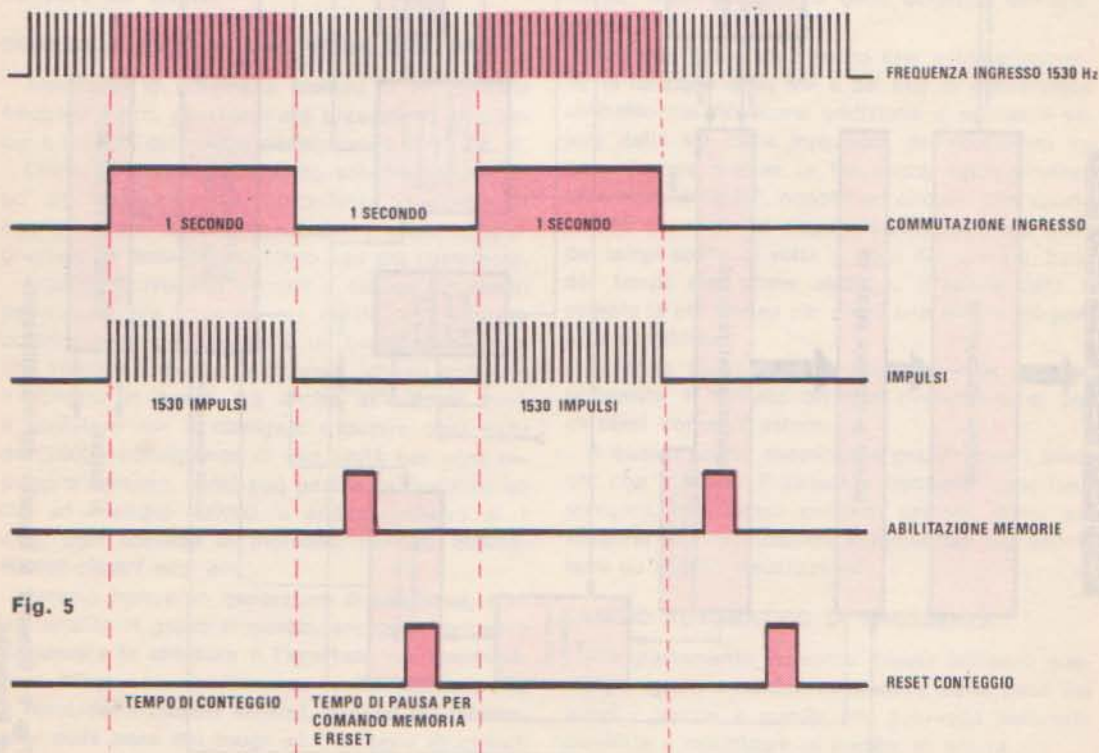 FREQUENZA INGRESSO 1530 Hz
1 SECONDO
1 SECONDO
1 SECONDO
COMMUTAZIONE INGRESSO
IMPULSI
1530 IMPULSI
1530 IMPULSI
ABILITAZIONE MEMORIE
Fig. 5
RESET CONTEGGIO
TEMPO DI CONTEGGIO
TEMPO DI PAUSA PER
COMANDO MEMORIA
E RESET